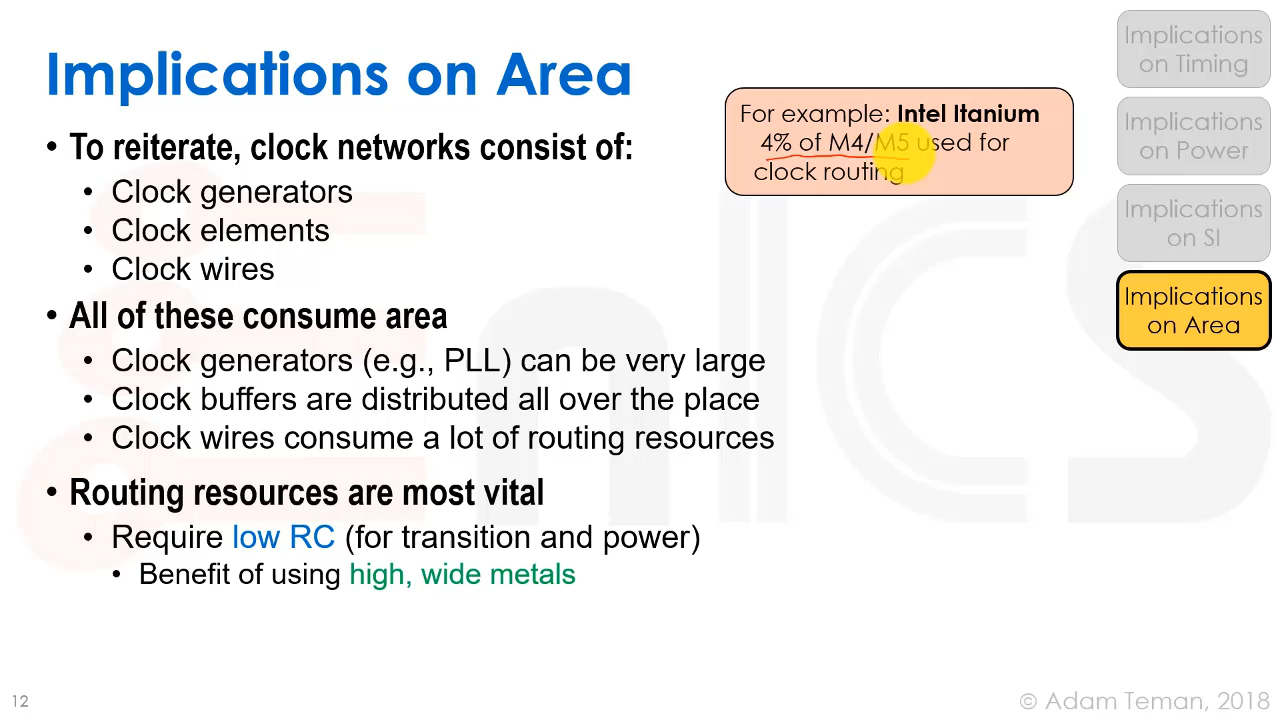 Implications on Area
• To reiterate, clock networks consist of:
• Clock generators
• Clock elements
• Clock wires
• All of these consume area
• Clock generators (e.g., PLL) can be very large
• Clock buffers are distributed all over the place
• Clock wires consume a lot of routing resources
• Routing resources are most vital
• Require low RC (for transition and power)
• Benefit of using high, wide metals
For example: Intel Itanium
4% of M4/M5 used for
clock routing
Implications
on Timing
Implications
on Power
Implications
on SI
Implications
on Area
12
© Adam Teman, 2018
EnICS